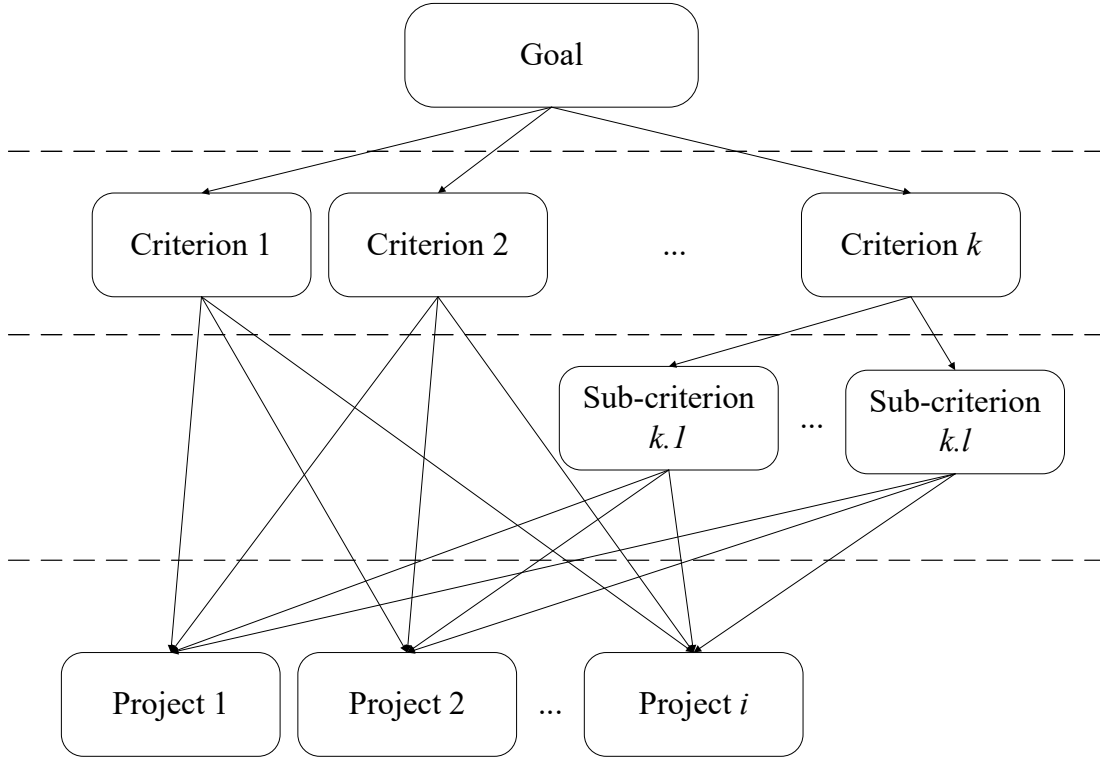 Goal
Criterion 1
Criterion 2
...
Criterion k
Sub-criterion
k.1
...
Sub-criterion
k.l
Project 1
Project 2
...
Project i